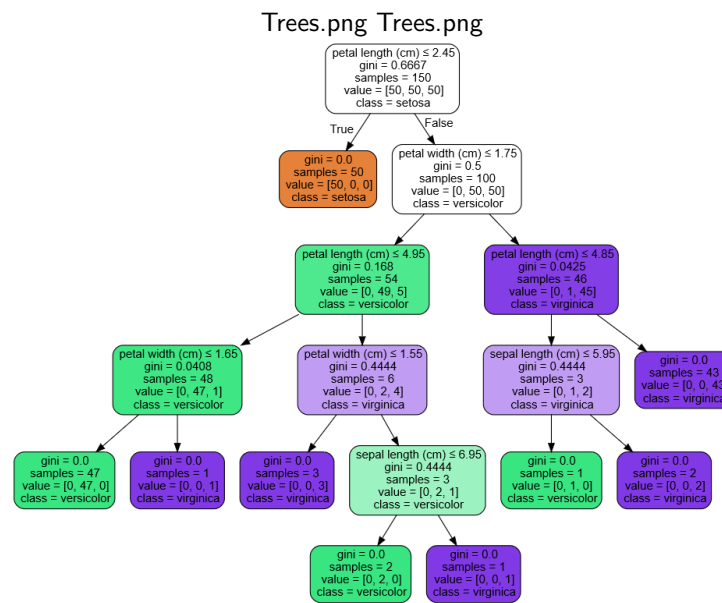 Trees.png Trees.png
petal length (cm) ≤ 2.45
gini = 0.6667
samples = 150
value = [50, 50, 50]
class = setosa
True
False
gini = 0.0
samples = 50
value = [50, 0, 0]
class = setosa
petal width (cm) ≤ 1.75
gini = 0.5
samples = 100
value = [0, 50, 50]
class = versicolor
petal length (cm) ≤ 4.95
gini = 0.168
samples = 54
value = [0, 49, 5]
class = versicolor
petal length (cm) ≤ 4.85
gini = 0.0425
samples = 46
value = [0, 1, 45]
class = virginica
petal width (cm) ≤ 1.65
gini = 0.0408
samples = 48
value = [0, 47, 1]
class = versicolor
petal width (cm) ≤ 1.55
gini = 0.4444
samples = 6
value = [0, 2, 4]
class = virginica
sepal length (cm) ≤ 5.95
gini = 0.4444
samples = 3
value = [0, 1, 2]
class = virginica
gini = 0.0
samples = 43
value = [0, 0, 43]
class = virginica
gini = 0.0
samples = 47
value = [0, 47, 0]
class = versicolor
gini = 0.0
samples = 1
value = [0, 0, 1]
class = virginica
gini = 0.0
samples = 3
value = [0, 0, 3]
class = virginica
sepal length (cm) ≤ 6.95
gini = 0.4444
samples = 3
value = [0, 2, 1]
class = versicolor
gini = 0.0
samples = 1
value = [0, 1, 0]
class = versicolor
gini = 0.0
samples = 2
value = [0, 0, 2]
class = virginica
gini = 0.0
samples = 2
value = [0, 2, 0]
class = versicolor
gini = 0.0
samples = 1
value = [0, 0, 1]
class = virginica